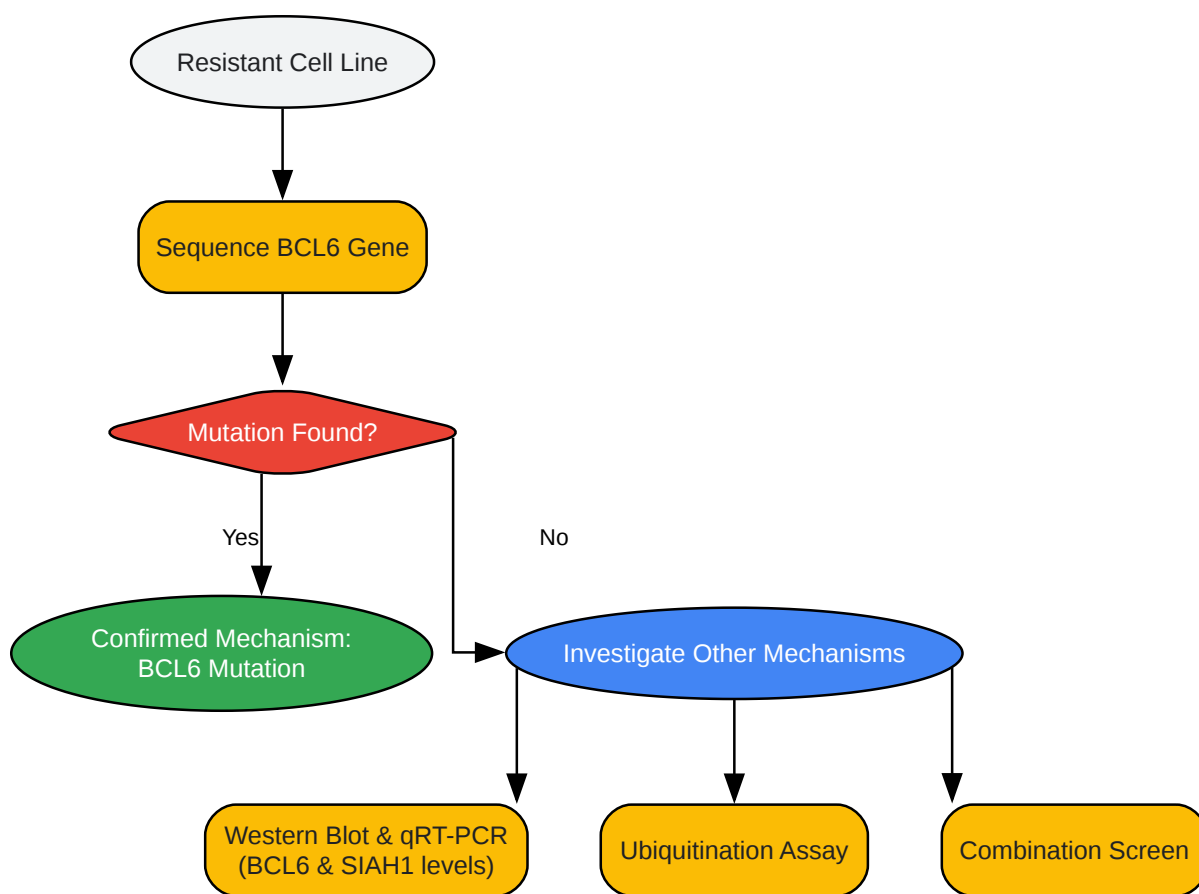 Resistant Cell Line
Sequence BCL6 Gene
Mutation Found?
Yes
No
Confirmed Mechanism:
BCL6 Mutation
Investigate Other Mechanisms
Western Blot & qRT-PCR
(BCL6 & SIAH1 levels)
Ubiquitination Assay
Combination Screen